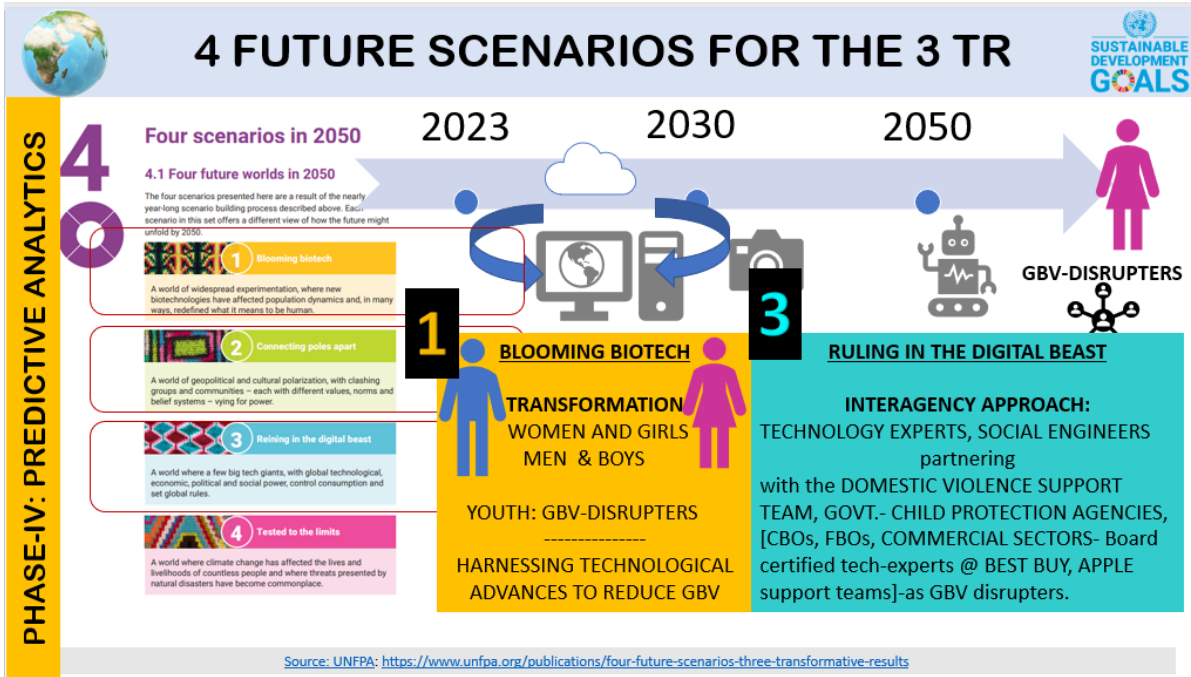 4 FUTURE SCENARIOS FOR THE 3 TR
SUSTAINABLE
DEVELOPMENT
GOALS
PHASE-IV: PREDICTIVE ANALYTICS
4
Four scenarios in 2050
4.1 Four future worlds in 2050
The four scenarios presented here are a result of the nearly
year-long scenario building process described above. Each
scenario in this set offers a different view of how the future might
unfold by 2050.
1 Blooming biotech
A world of widespread experimentation, where new
biotechnologies have affected population dynamics and, in many
ways, redefined what it means to be human.
2 Connecting poles apart
A world of geopolitical and cultural polarization, with clashing
groups and communities – each with different values, norms and
belief systems – vying for power.
3 Reining in the digital beast
A world where a few big tech giants, with global technological,
economic, political and social power, control consumption and
set global rules.
4 Tested to the limits
A world where climate change has affected the lives and
livelihoods of countless people and where threats presented by
natural disasters have become commonplace.
2023
2030
2050
GBV-DISRUPTERS
1
BLOOMING BIOTECH
TRANSFORMATION
WOMEN AND GIRLS
MEN & BOYS
YOUTH: GBV-DISRUPTERS
---------------
HARNESSING TECHNOLOGICAL
ADVANCES TO REDUCE GBV
3
RULING IN THE DIGITAL BEAST
INTERAGENCY APPROACH:
TECHNOLOGY EXPERTS, SOCIAL ENGINEERS
partnering
with the DOMESTIC VIOLENCE SUPPORT
TEAM, GOVT.- CHILD PROTECTION AGENCIES,
[CBOs, FBOs, COMMERCIAL SECTORS- Board
certified tech-experts @ BEST BUY, APPLE
support teams]-as GBV disrupters.
Source: UNFPA: https://www.unfpa.org/publications/four-future-scenarios-three-transformative-results